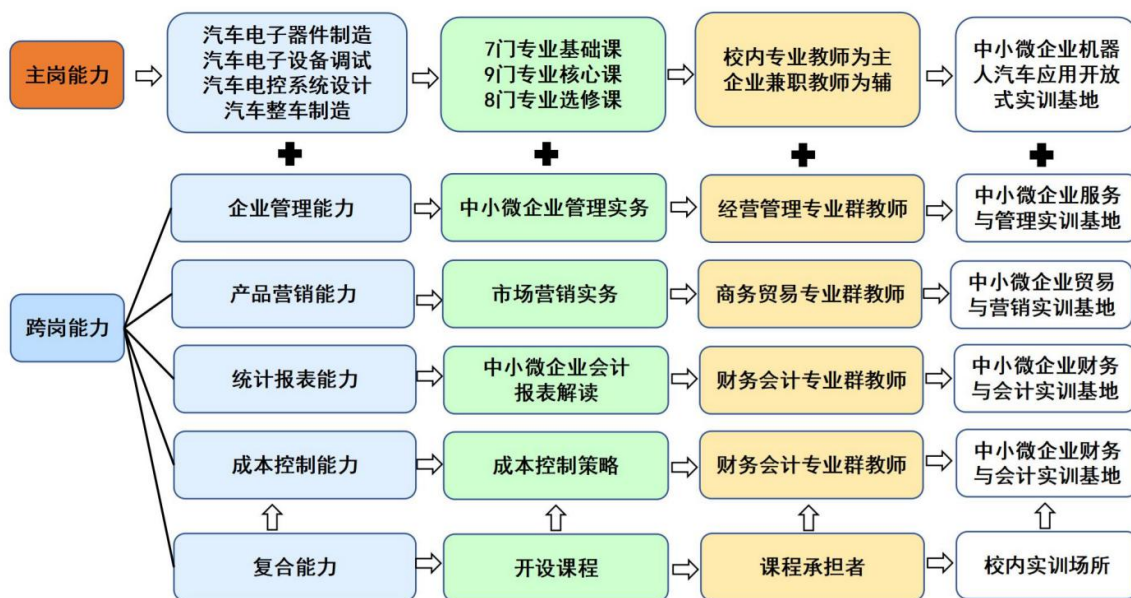 主岗能力
汽车电子器件制造
汽车电子设备调试
汽车电控系统设计
汽车整车制造
7门专业基础课
9门专业核心课
8门专业选修课
校内专业教师为主
企业兼职教师为辅
中小微企业机器
人汽车应用开放
式实训基地
跨岗能力
企业管理能力
中小微企业管理实务
经营管理专业群教师
中小微企业服务
与管理实训基地
产品营销能力
市场营销实务
商务贸易专业群教师
中小微企业贸易
与营销实训基地
统计报表能力
中小微企业会计
报表解读
财务会计专业群教师
中小微企业财务
与会计实训基地
成本控制能力
成本控制策略
财务会计专业群教师
中小微企业财务
与会计实训基地
复合能力
开设课程
课程承担者
校内实训场所